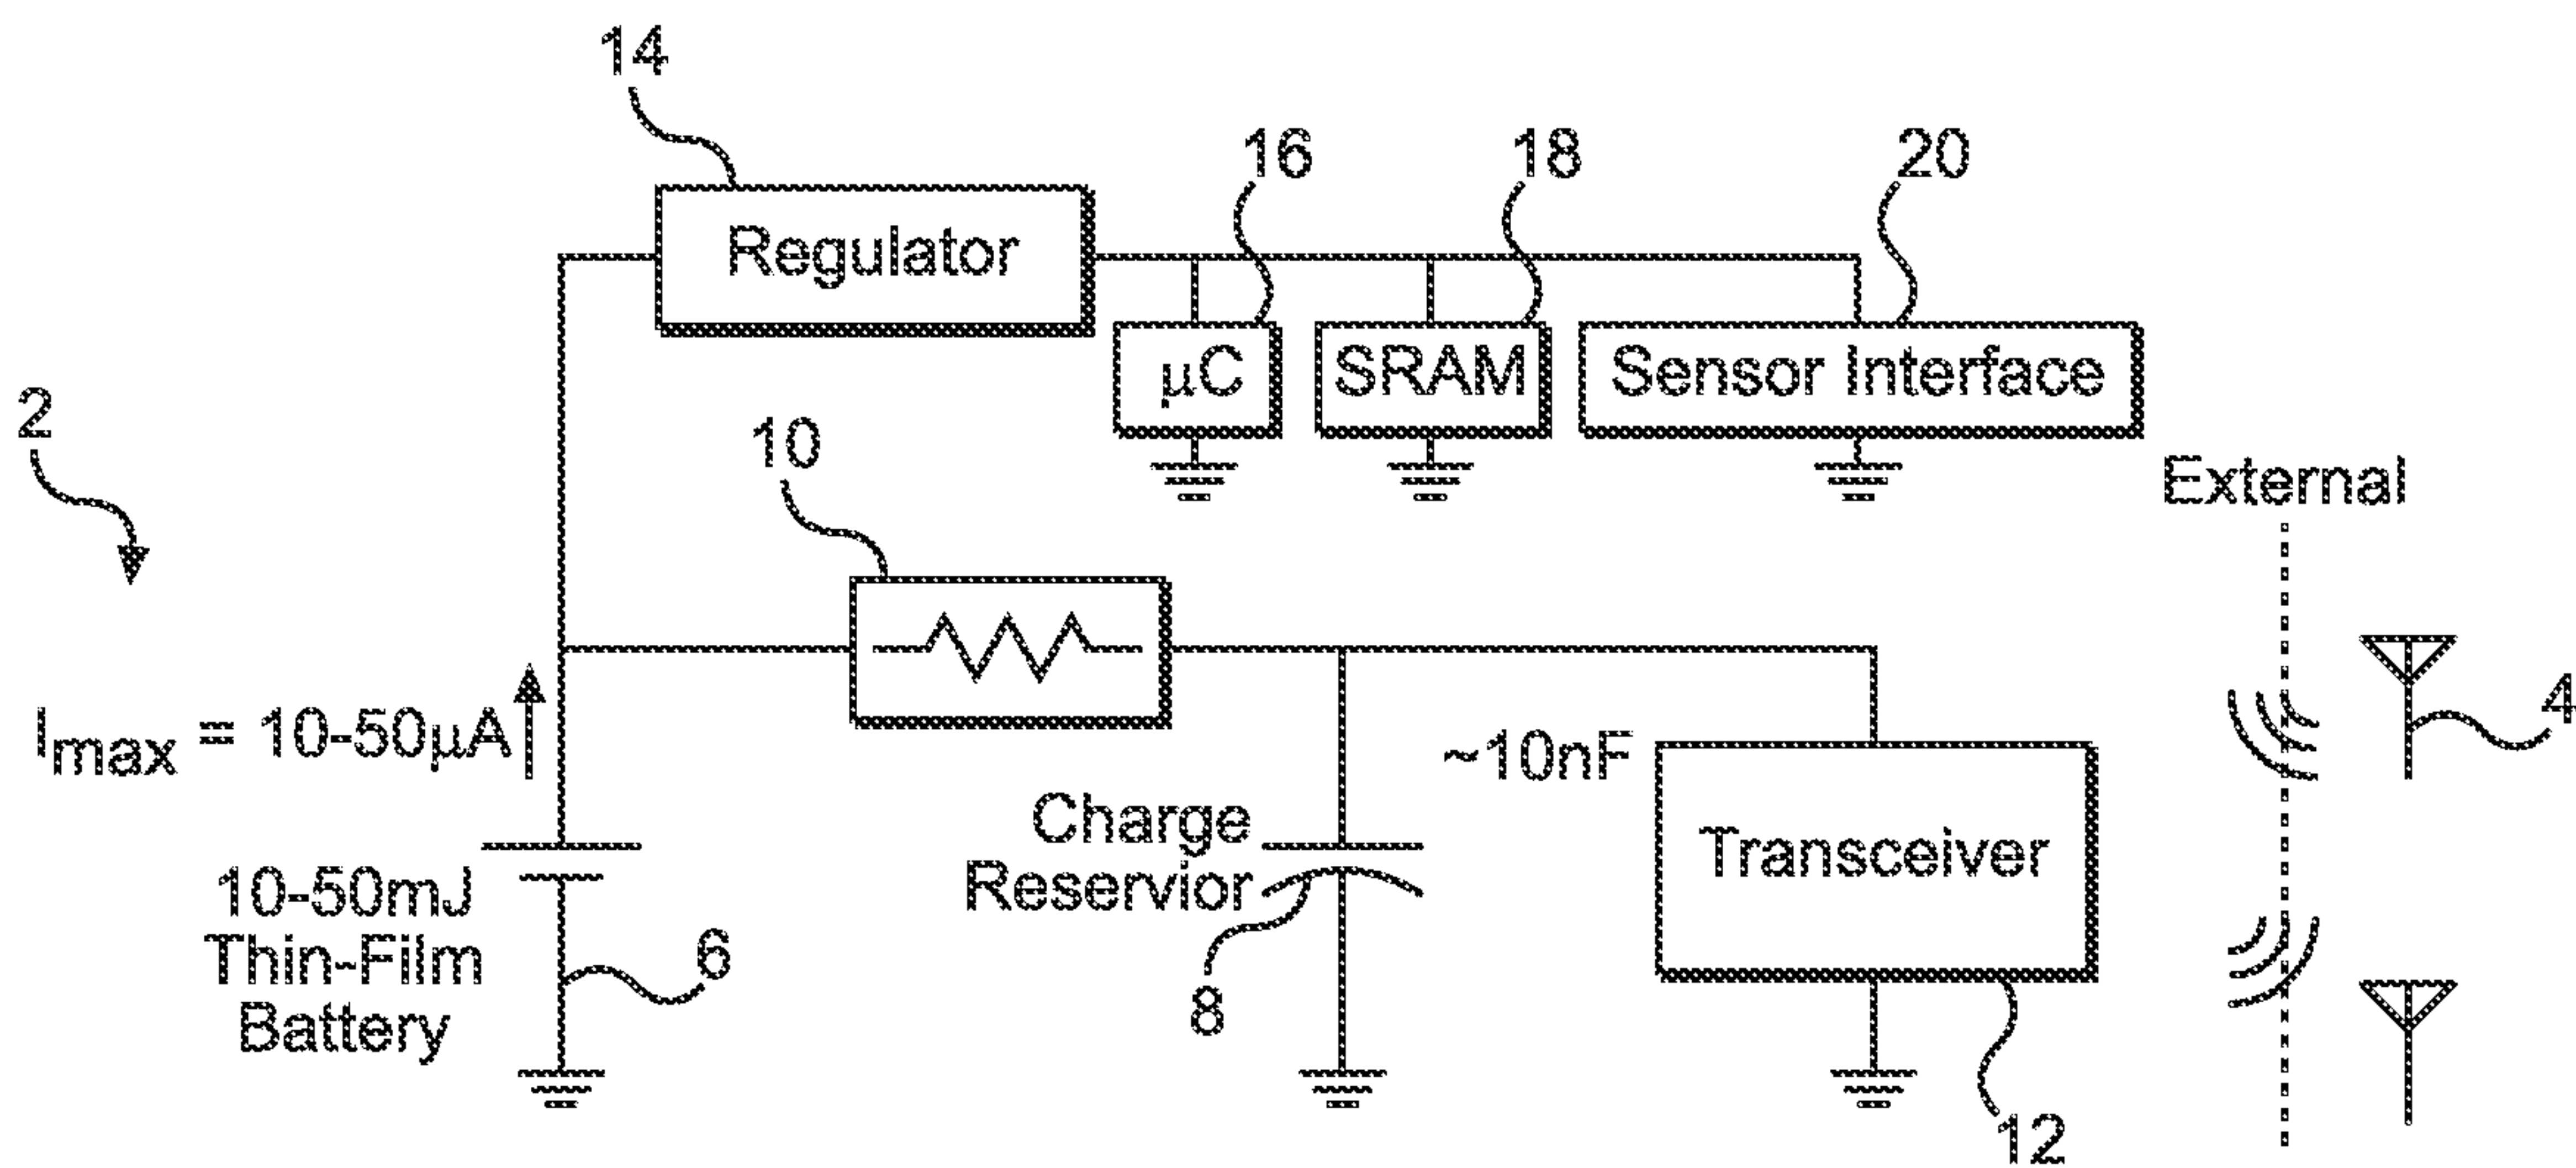 14
16
18
20
Regulator
μC
SRAM
Sensor Interface
2
10
External
4
Imax = 10-50μA
~10nF
Charge
Reservior
Transceiver
10-50mJ
Thin-Film
Battery
6
8
12